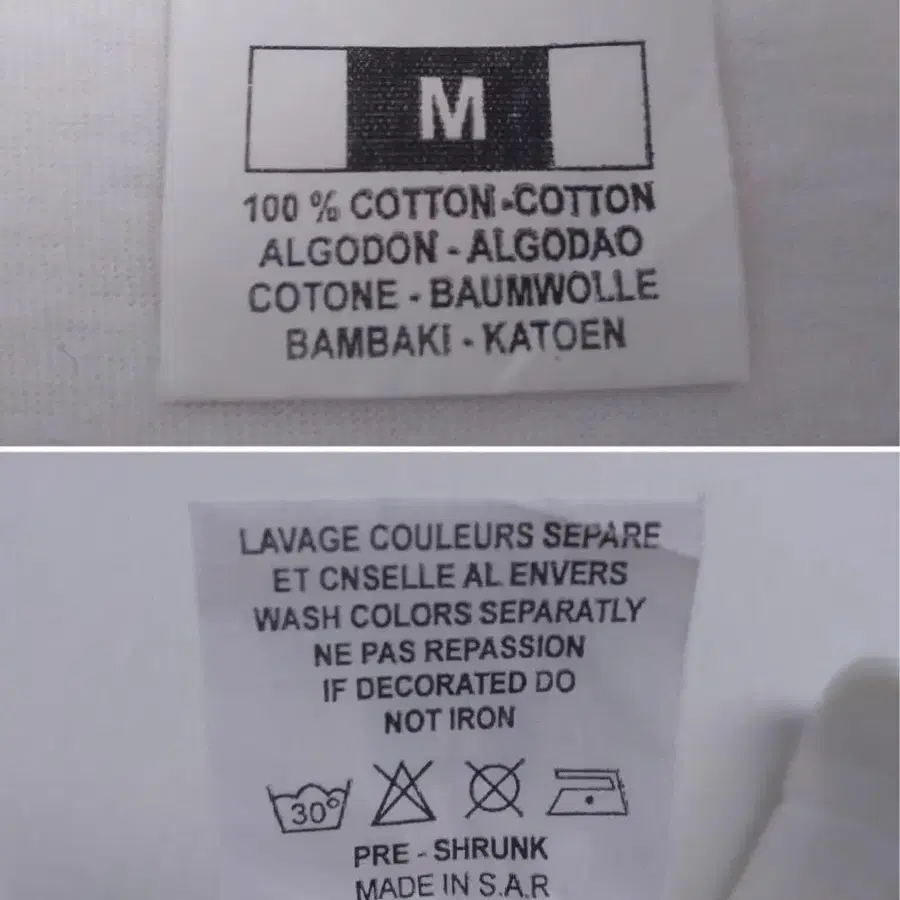 M
100 % COTTON-COTTON
ALGODON - ALGODAO
COTONE - BAUMWOLLE
BAMBAKI - KATOEN
LAVAGE COULEURS SEPARE
ET CNSELLE AL ENVERS
WASH COLORS SEPARATLY
NE PAS REPASSION
IF DECORATED DO
NOT IRON
30°
PRE - SHRUNK
MADE IN S.A.R